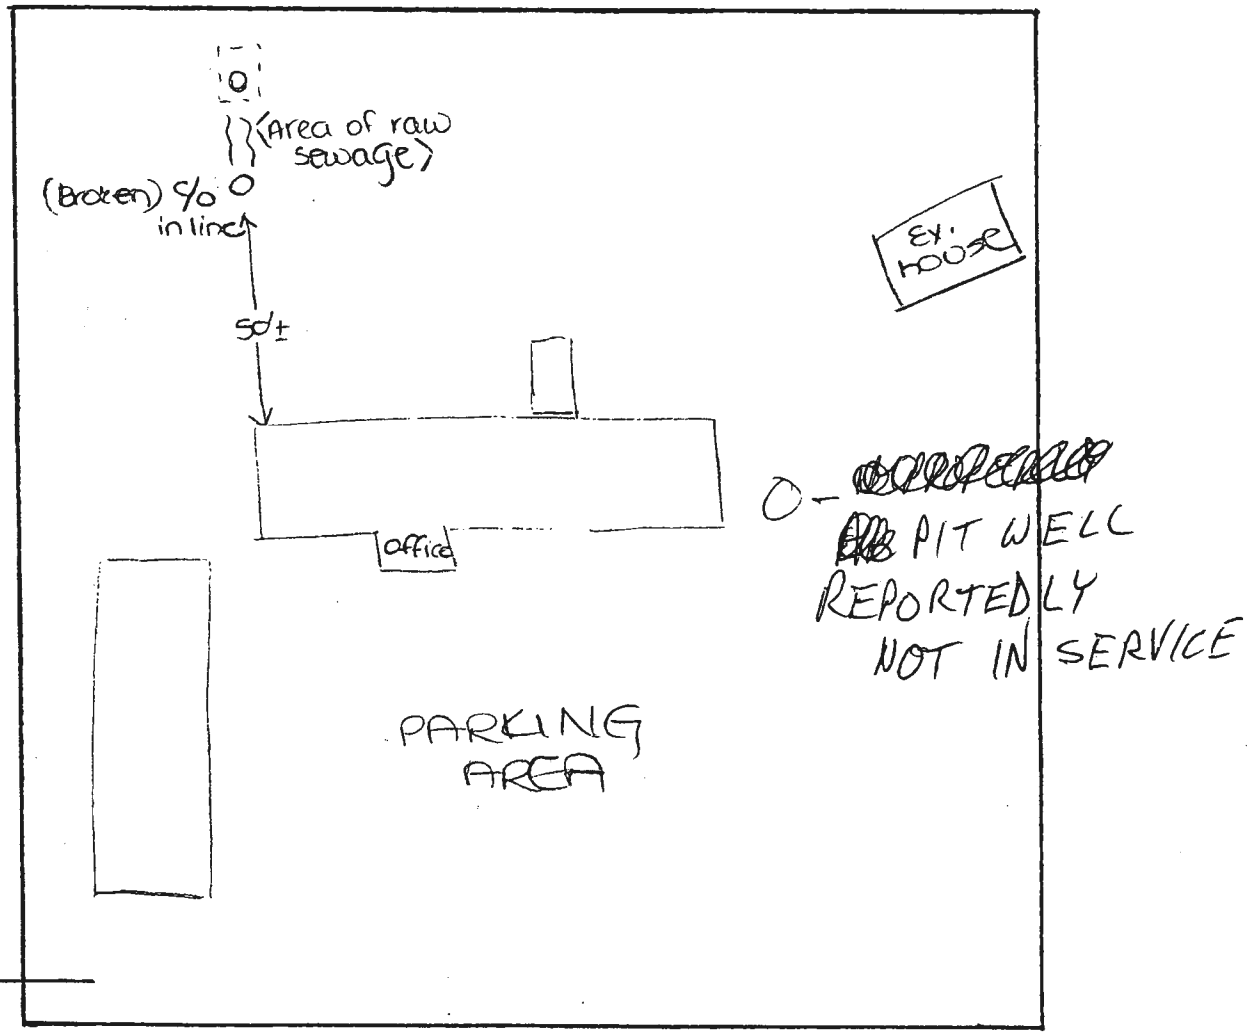 (Area of raw
sewage)
(Broken) c/o
in line
50'±
Ex.
house
office
PIT WELL
REPORTEDLY
NOT IN SERVICE
PARKING
AREA